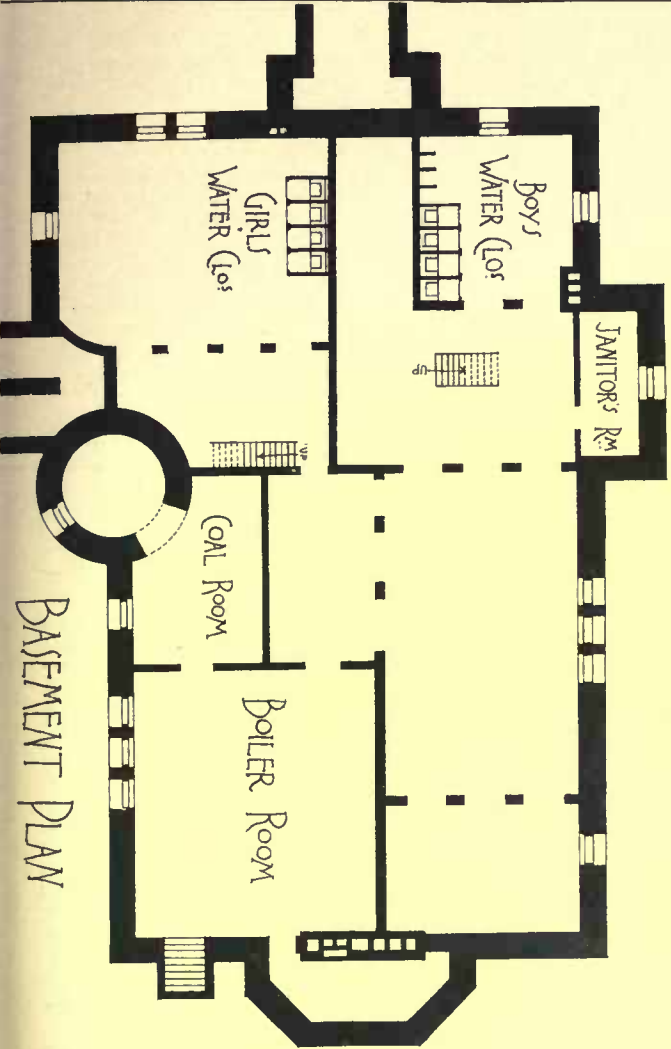 BOYS
WATER CLOS
GIRLS
WATER CLOS
JANITOR'S RM
UP
UP
COAL ROOM
BOILER ROOM
BASEMENT PLAN